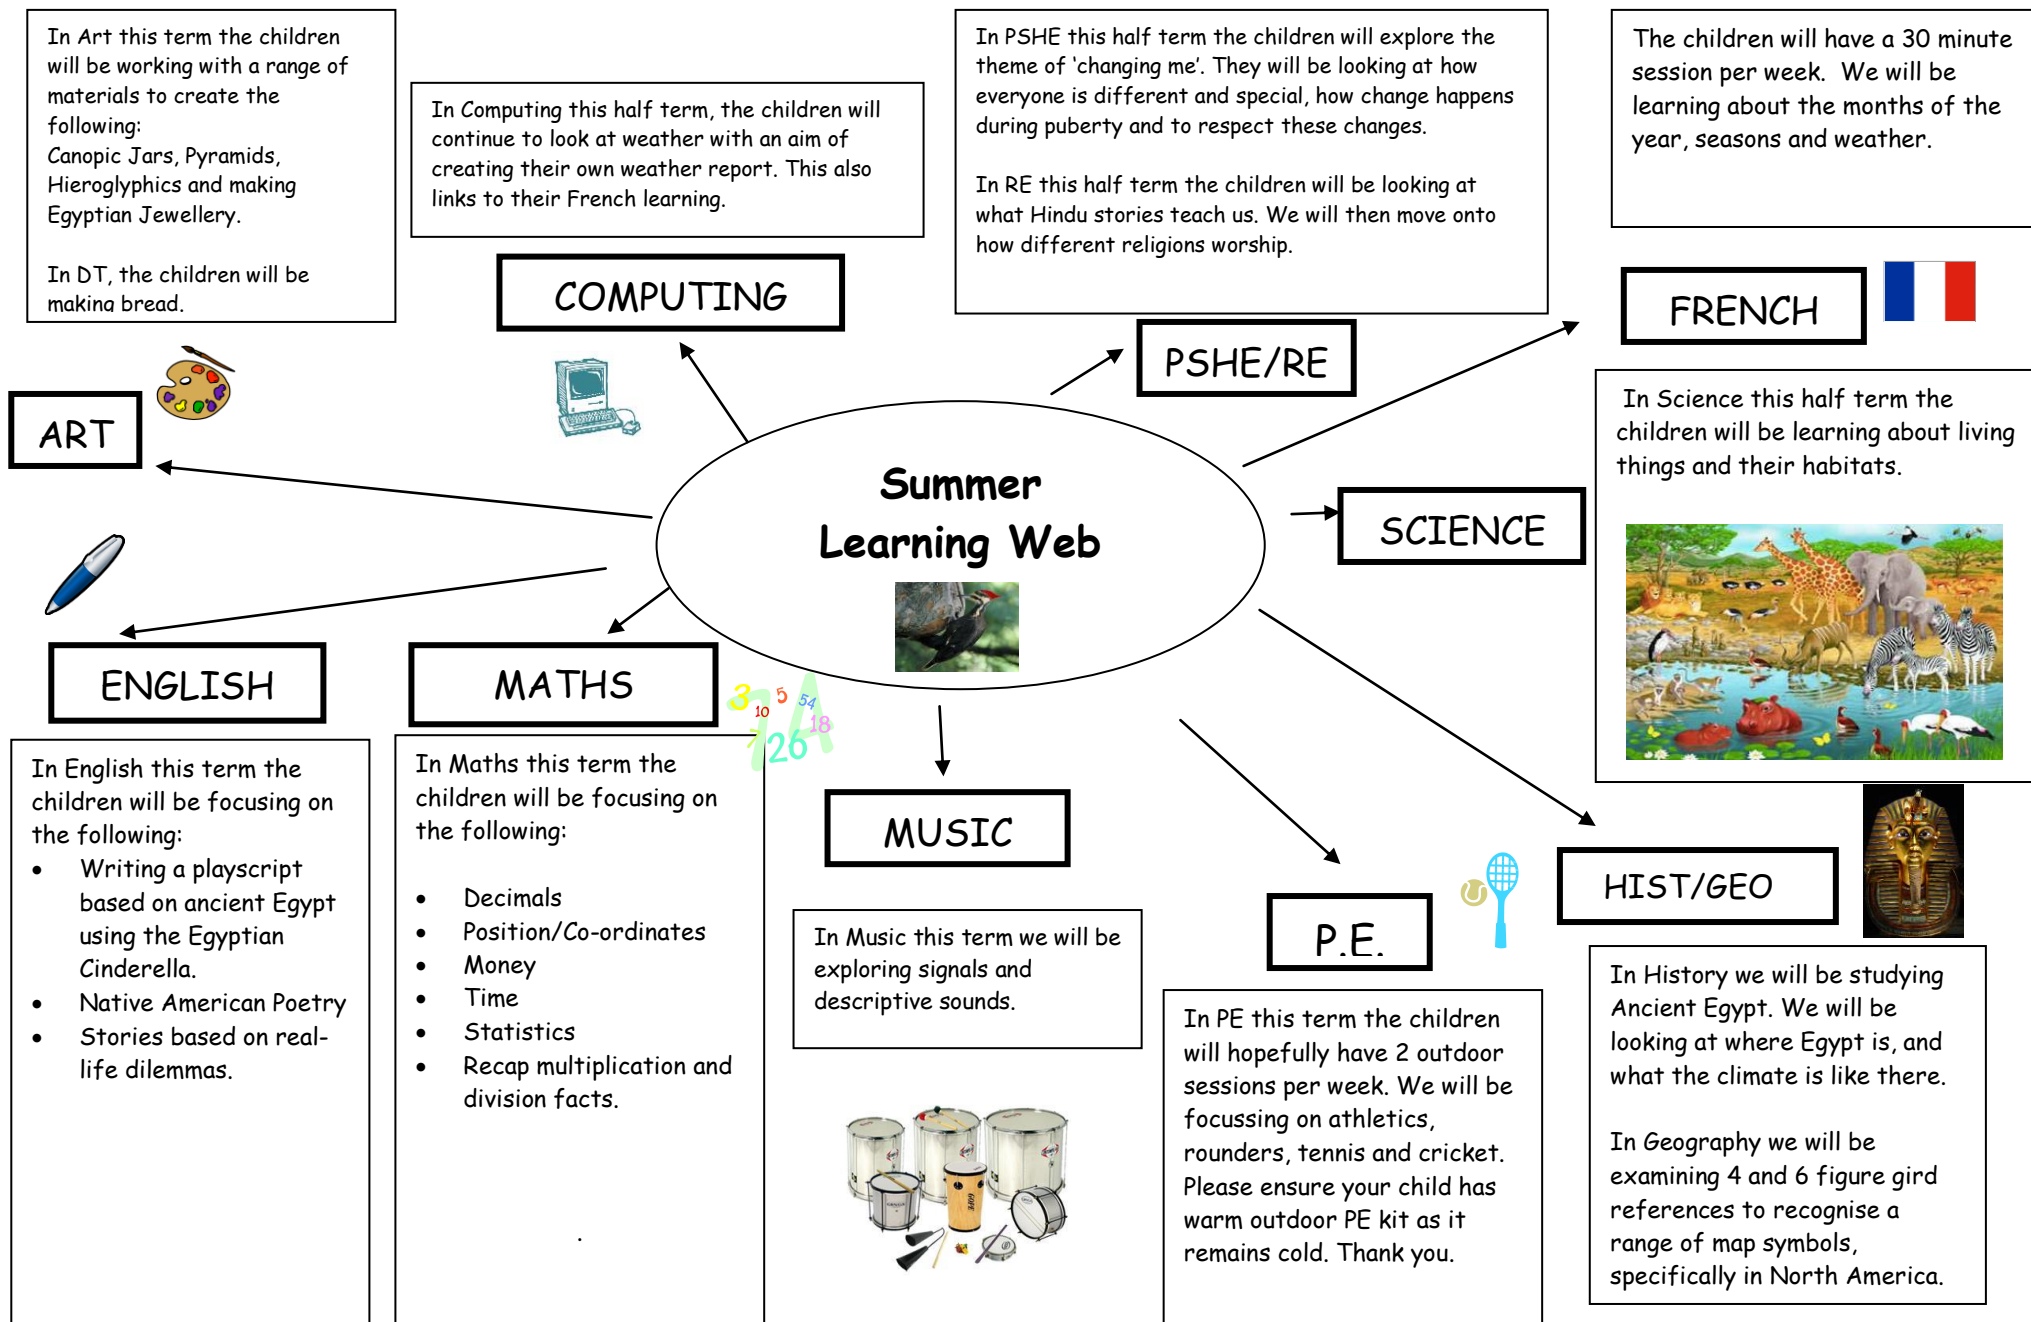 In Art this term the children
will be working with a range of
materials to create the
following:
Canopic Jars, Pyramids,
Hieroglyphics and making
Egyptian Jewellery.
In DT, the children will be
making bread.
ART
In Computing this half term, the children will
continue to look at weather with an aim of
creating their own weather report. This also
links to their French learning.
COMPUTING
In PSHE this half term the children will explore the
theme of ‘changing me’. They will be looking at how
everyone is different and special, how change happens
during puberty and to respect these changes.
In RE this half term the children will be looking at
what Hindu stories teach us. We will then move onto
how different religions worship.
PSHE/RE
The children will have a 30 minute
session per week. We will be
learning about the months of the
year, seasons and weather.
FRENCH
Summer
Learning Web
In Science this half term the
children will be learning about living
things and their habitats.
SCIENCE
ENGLISH
In English this term the
children will be focusing on
the following:
• Writing a playscript
based on ancient Egypt
using the Egyptian
Cinderella.
• Native American Poetry
• Stories based on real-
life dilemmas.
MATHS
3
5
10
54
18
7
26
In Maths this term the
children will be focusing on
the following:
• Decimals
• Position/Co-ordinates
• Money
• Time
• Statistics
• Recap multiplication and
division facts.
.
MUSIC
In Music this term we will be
exploring signals and
descriptive sounds.
P.E.
In PE this term the children
will hopefully have 2 outdoor
sessions per week. We will be
focussing on athletics,
rounders, tennis and cricket.
Please ensure your child has
warm outdoor PE kit as it
remains cold. Thank you.
HIST/GEO
In History we will be studying
Ancient Egypt. We will be
looking at where Egypt is, and
what the climate is like there.
In Geography we will be
examining 4 and 6 figure gird
references to recognise a
range of map symbols,
specifically in North America.